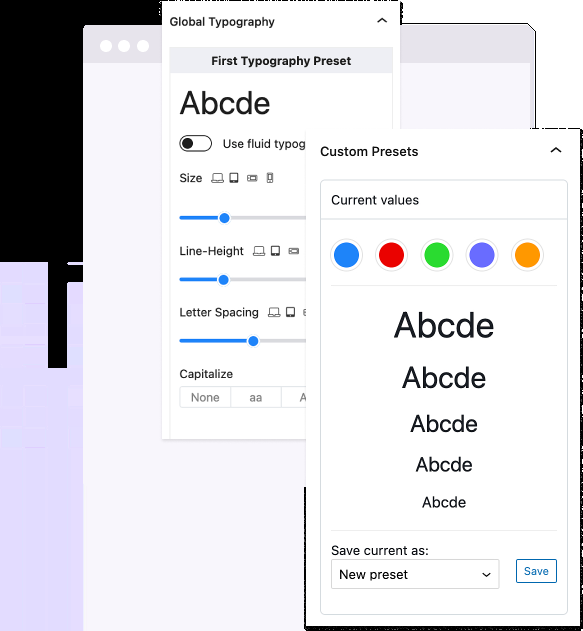 Global Typography
First Typography Preset
Abcde
Use fluid typog
Size
Line-Height
Letter Spacing
Capitalize
None
aa
A
Custom Presets
Current values
Abcde
Abcde
Abcde
Abcde
Abcde
Save current as:
New preset
Save